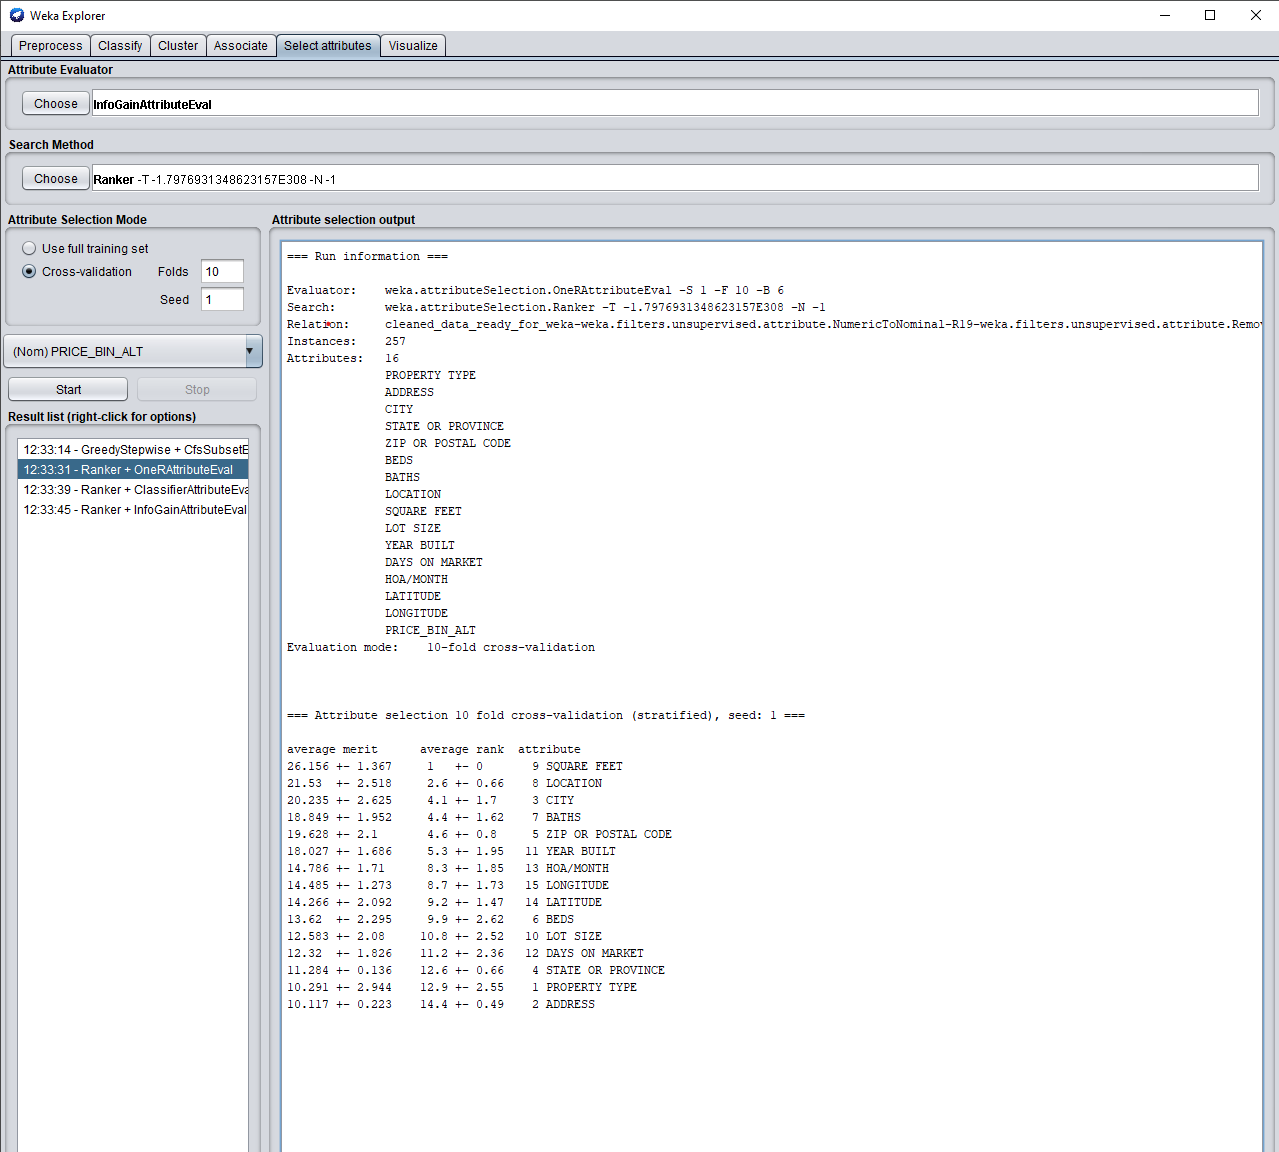 Weka Explorer
Preprocess Classify Cluster Associate Select attributes Visualize
Attribute Evaluator
Choose InfoGainAttributeEval
Search Method
Choose Ranker -T -1.7976931348623157E308 -N -1
Attribute Selection Mode
Use full training set
Cross-validation Folds 10
Seed 1
(Nom) PRICE_BIN_ALT
Start Stop
Result list (right-click for options)
12:33:14 - GreedyStepwise + CfsSubsetE
12:33:31 - Ranker + OneRAttributeEval
12:33:39 - Ranker + ClassifierAttributeEva
12:33:45 - Ranker + InfoGainAttributeEval
Attribute selection output
=== Run information ===
Evaluator: weka.attributeSelection.OneRAttributeEval -S 1 -F 10 -B 6
Search: weka.attributeSelection.Ranker -T -1.7976931348623157E308 -N -1
Relation: cleaned_data_ready_for_weka-weka.filters.unsupervised.attribute.NumericToNominal-R19-weka.filters.unsupervised.attribute.Remov
Instances: 257
Attributes: 16
PROPERTY TYPE
ADDRESS
CITY
STATE OR PROVINCE
ZIP OR POSTAL CODE
BEDS
BATHS
LOCATION
SQUARE FEET
LOT SIZE
YEAR BUILT
DAYS ON MARKET
HOA/MONTH
LATITUDE
LONGITUDE
PRICE_BIN_ALT
Evaluation mode: 10-fold cross-validation
=== Attribute selection 10 fold cross-validation (stratified), seed: 1 ===
average merit average rank attribute
26.156 +- 1.367 1 +- 0 9 SQUARE FEET
21.53 +- 2.518 2.6 +- 0.66 8 LOCATION
20.235 +- 2.625 4.1 +- 1.7 3 CITY
18.849 +- 1.952 4.4 +- 1.62 7 BATHS
19.628 +- 2.1 4.6 +- 0.8 5 ZIP OR POSTAL CODE
18.027 +- 1.686 5.3 +- 1.95 11 YEAR BUILT
14.786 +- 1.71 8.3 +- 1.85 13 HOA/MONTH
14.485 +- 1.273 8.7 +- 1.73 15 LONGITUDE
14.266 +- 2.092 9.2 +- 1.47 14 LATITUDE
13.62 +- 2.295 9.9 +- 2.62 6 BEDS
12.583 +- 2.08 10.8 +- 2.52 10 LOT SIZE
12.32 +- 1.826 11.2 +- 2.36 12 DAYS ON MARKET
11.284 +- 0.136 12.6 +- 0.66 4 STATE OR PROVINCE
10.291 +- 2.944 12.9 +- 2.55 1 PROPERTY TYPE
10.117 +- 0.223 14.4 +- 0.49 2 ADDRESS